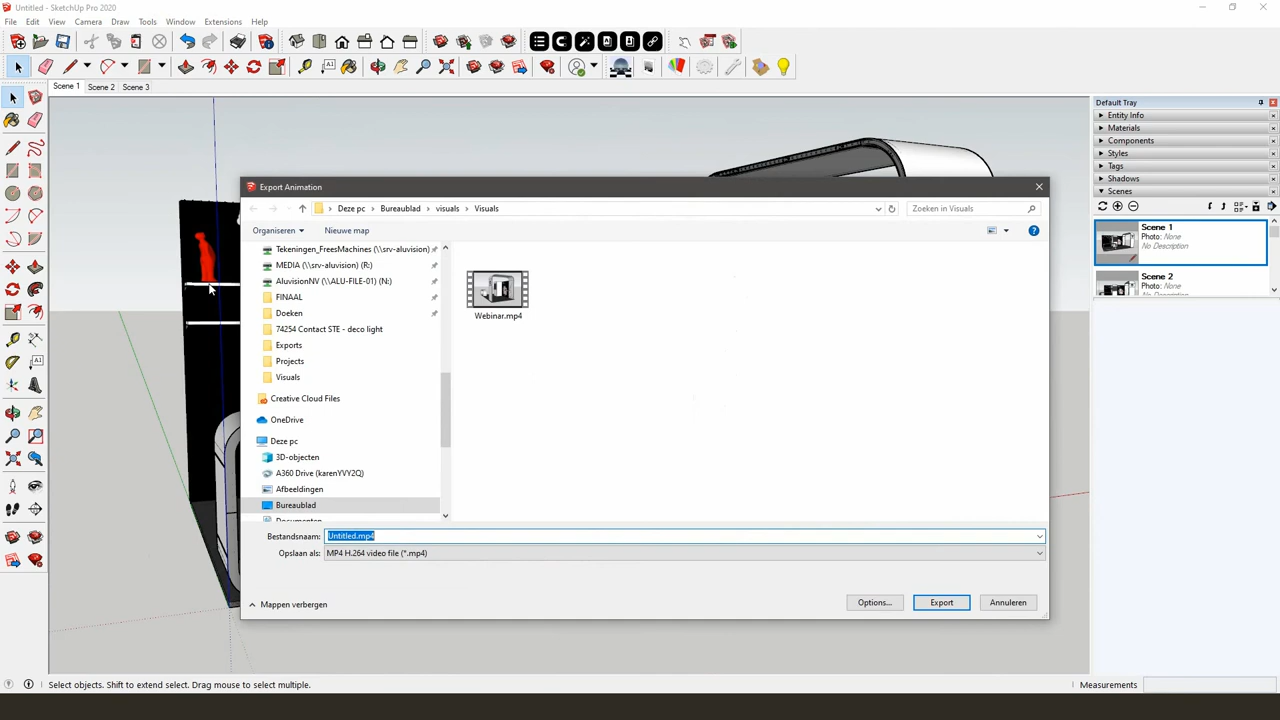 Untitled - SketchUp Pro 2020
File Edit View Camera Draw Tools Window Extensions Help
Scene 1 Scene 2 Scene 3
Export Animation
Deze pc > Bureaublad > visuals > Visuals
Zoeken in Visuals
Organiseren Nieuwe map
Tekeningen_FreesMachines (\\srv-aluvision)
MEDIA (\\srv-aluvision) (R:)
AluvisionNV (\\ALU-FILE-01) (N:)
FINAAL
Doeken
74254 Contact STE - deco light
Exports
Projects
Visuals
Creative Cloud Files
OneDrive
Deze pc
3D-objecten
A360 Drive (karenYVY2Q)
Afbeeldingen
Bureaublad
Documenten
Webinar.mp4
Bestandsnaam: Untitled.mp4
Opslaan als: MP4 H.264 video file (*.mp4)
Mappen verbergen
Options... Export Annuleren
Default Tray
Entity Info
Materials
Components
Styles
Tags
Shadows
Scenes
Scene 1
Photo: None
No Description
Scene 2
Photo: None
No Description
Select objects. Shift to extend select. Drag mouse to select multiple.
Measurements